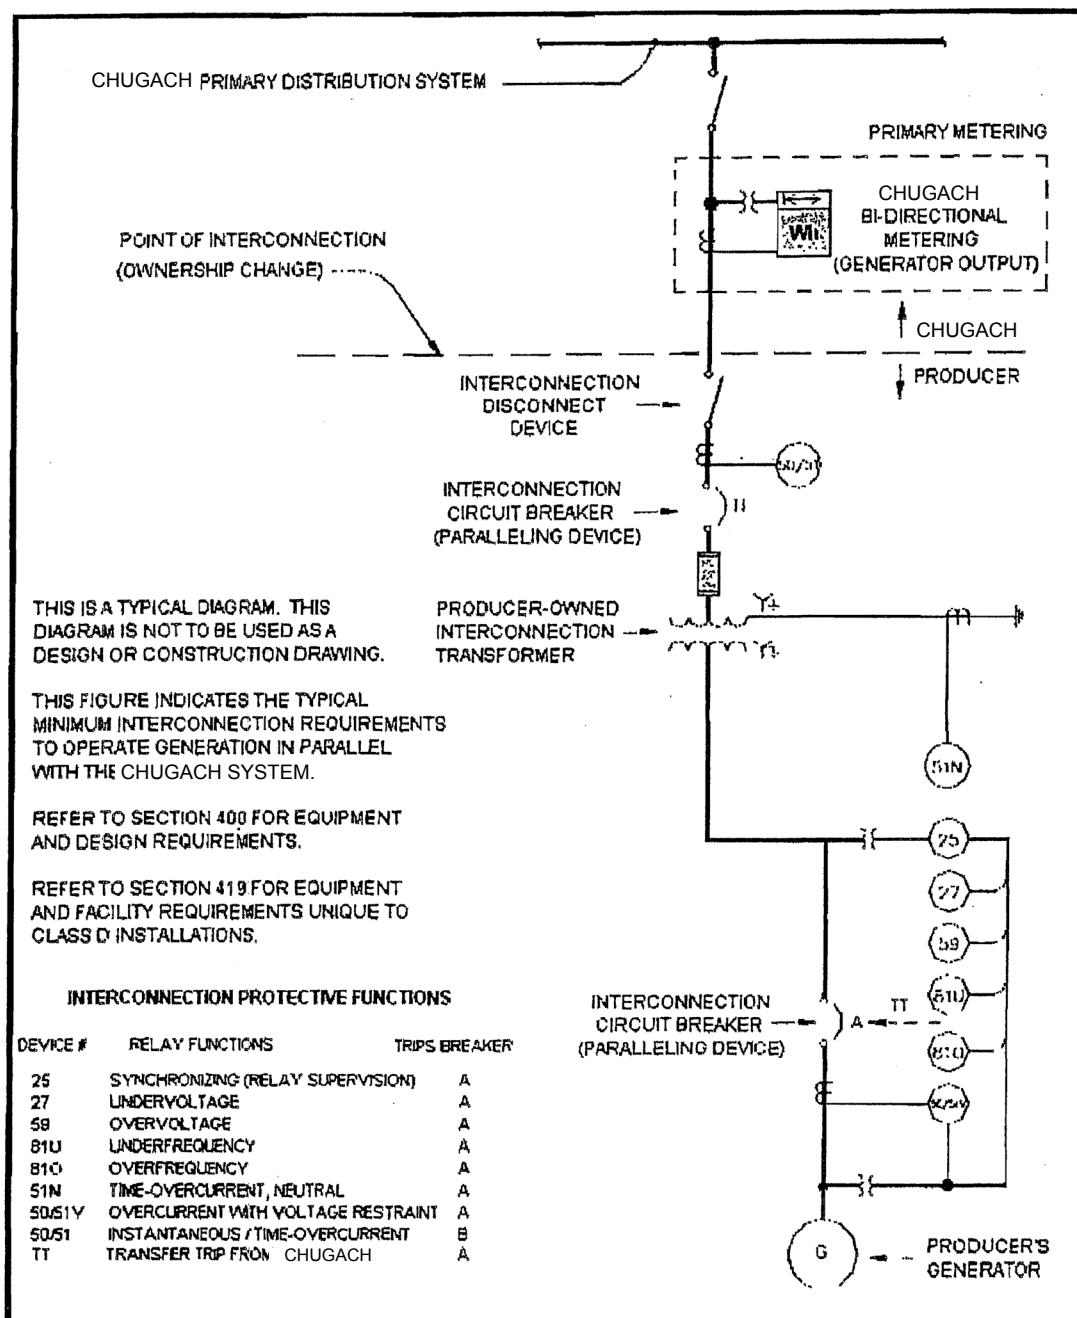 CHUGACH PRIMARY DISTRIBUTION SYSTEM
PRIMARY METERING
CHUGACH
BI-DIRECTIONAL
METERING
(GENERATOR OUTPUT)
Wh
POINT OF INTERCONNECTION
(OWNERSHIP CHANGE)
CHUGACH
PRODUCER
INTERCONNECTION
DISCONNECT
DEVICE
50/51
INTERCONNECTION
CIRCUIT BREAKER
(PARALLELING DEVICE)
THIS IS A TYPICAL DIAGRAM. THIS
DIAGRAM IS NOT TO BE USED AS A
DESIGN OR CONSTRUCTION DRAWING.
PRODUCER-OWNED
INTERCONNECTION
TRANSFORMER
THIS FIGURE INDICATES THE TYPICAL
MINIMUM INTERCONNECTION REQUIREMENTS
TO OPERATE GENERATION IN PARALLEL
WITH THE CHUGACH SYSTEM.
51N
REFER TO SECTION 400 FOR EQUIPMENT
AND DESIGN REQUIREMENTS.
25
REFER TO SECTION 419 FOR EQUIPMENT
AND FACILITY REQUIREMENTS UNIQUE TO
CLASS D INSTALLATIONS.
27
59
81U
81O
50/51V
INTERCONNECTION
CIRCUIT BREAKER
(PARALLELING DEVICE)
A
TT
INTERCONNECTION PROTECTIVE FUNCTIONS
DEVICE # RELAY FUNCTIONS TRIPS BREAKER
25 SYNCHRONIZING (RELAY SUPERVISION) A
27 UNDERVOLTAGE A
59 OVERVOLTAGE A
81U UNDERFREQUENCY A
81O OVERFREQUENCY A
51N TIME-OVERCURRENT, NEUTRAL A
50/51V OVERCURRENT WITH VOLTAGE RESTRAINT A
50/51 INSTANTANEOUS / TIME-OVERCURRENT B
TT TRANSFER TRIP FROM CHUGACH A
G
PRODUCER'S
GENERATOR